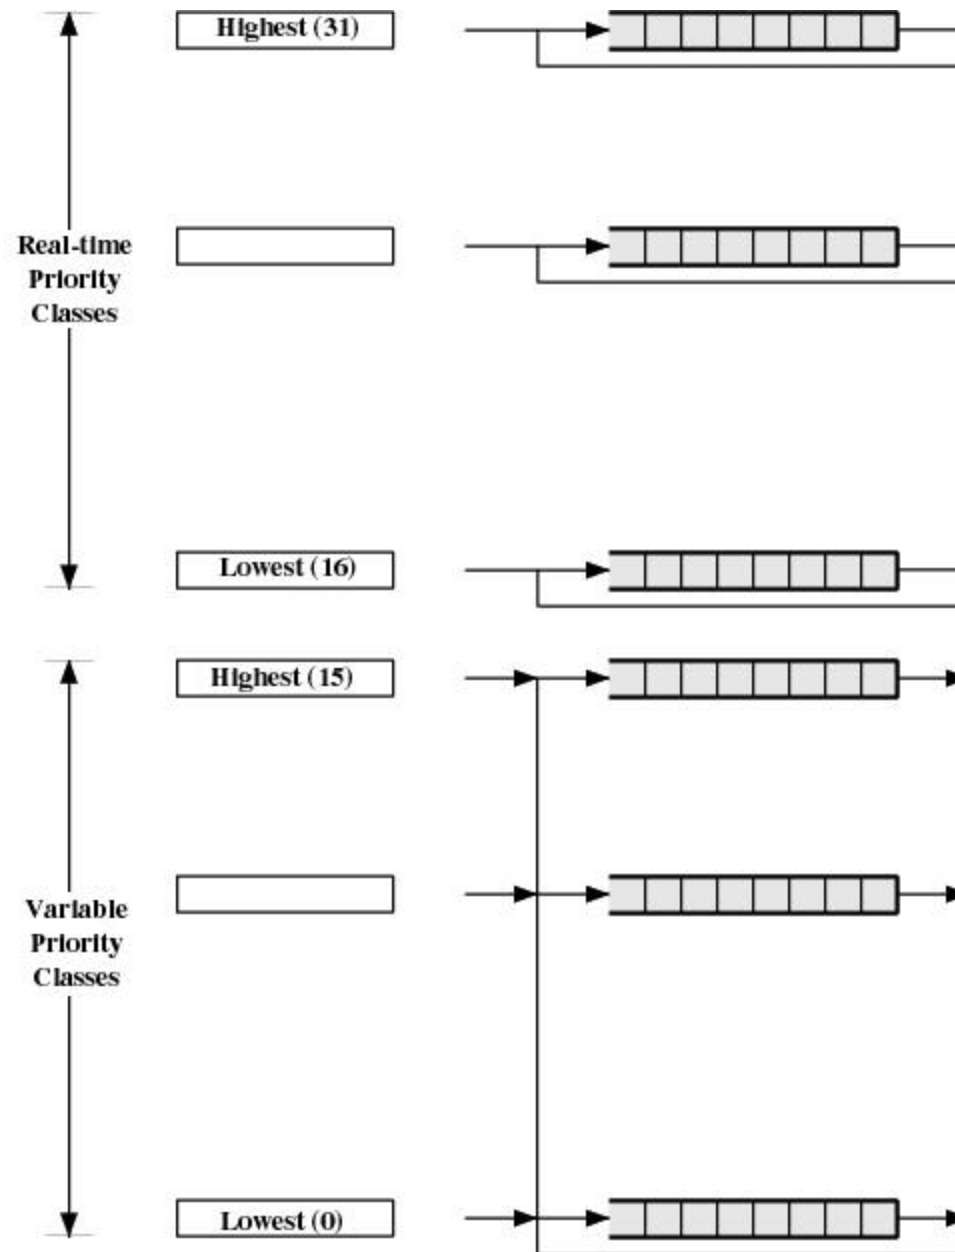 Highest (31)
Real-time
Priority
Classes
Lowest (16)
Highest (15)
Variable
Priority
Classes
Lowest (0)